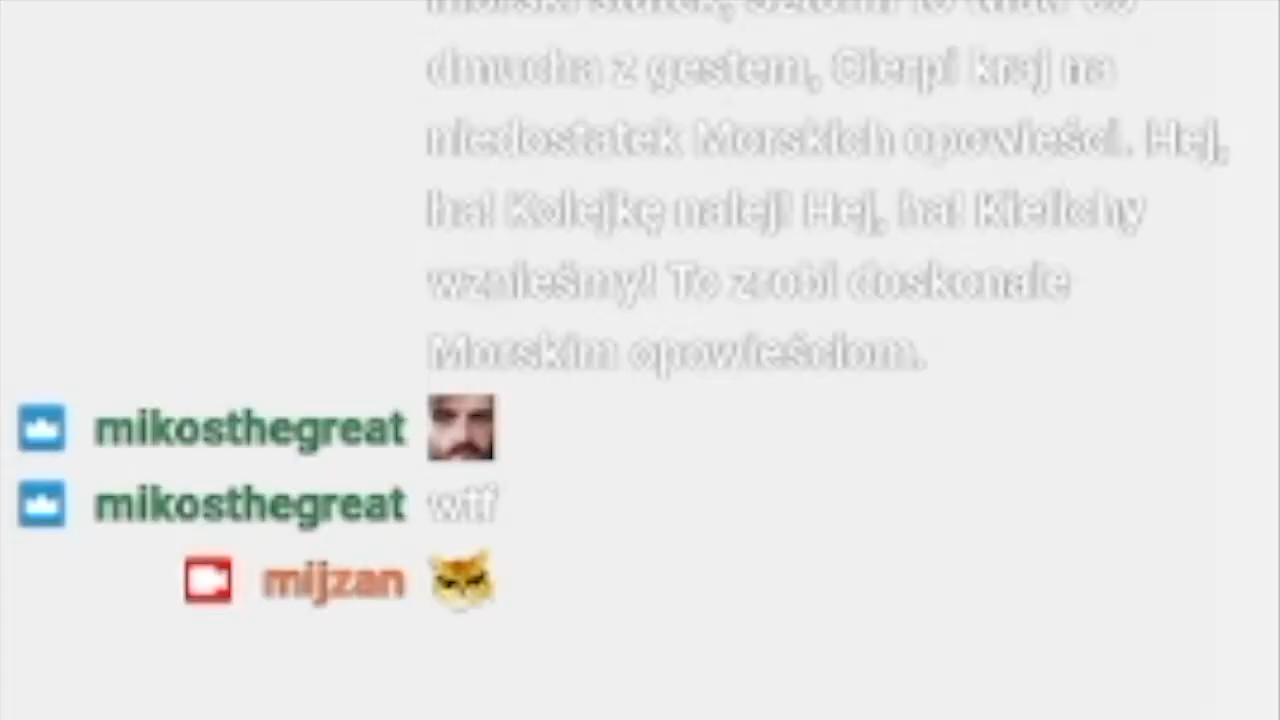 dmucha z gestem, Cierpi kraj na
niedostatek Morskich opowieści. Hej,
ha! Kolejkę nalej! Hej, ha! Kielichy
wznieśmy! To zrobi doskonale
Morskim opowieściom.
mikosthegreat
mikosthegreat wtf
mijzan